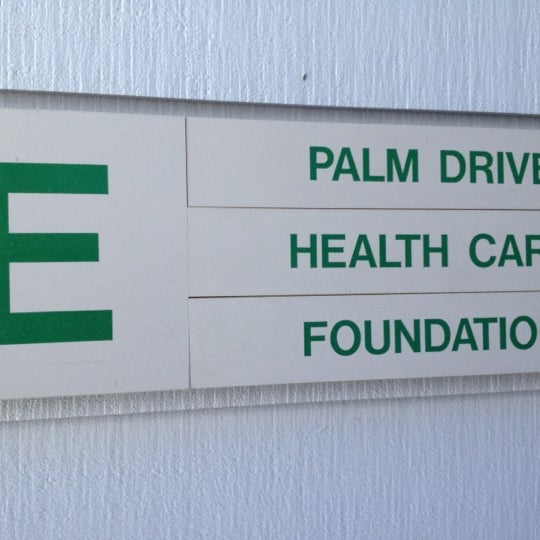 E
PALM DRIVE
HEALTH CAR
FOUNDATIO